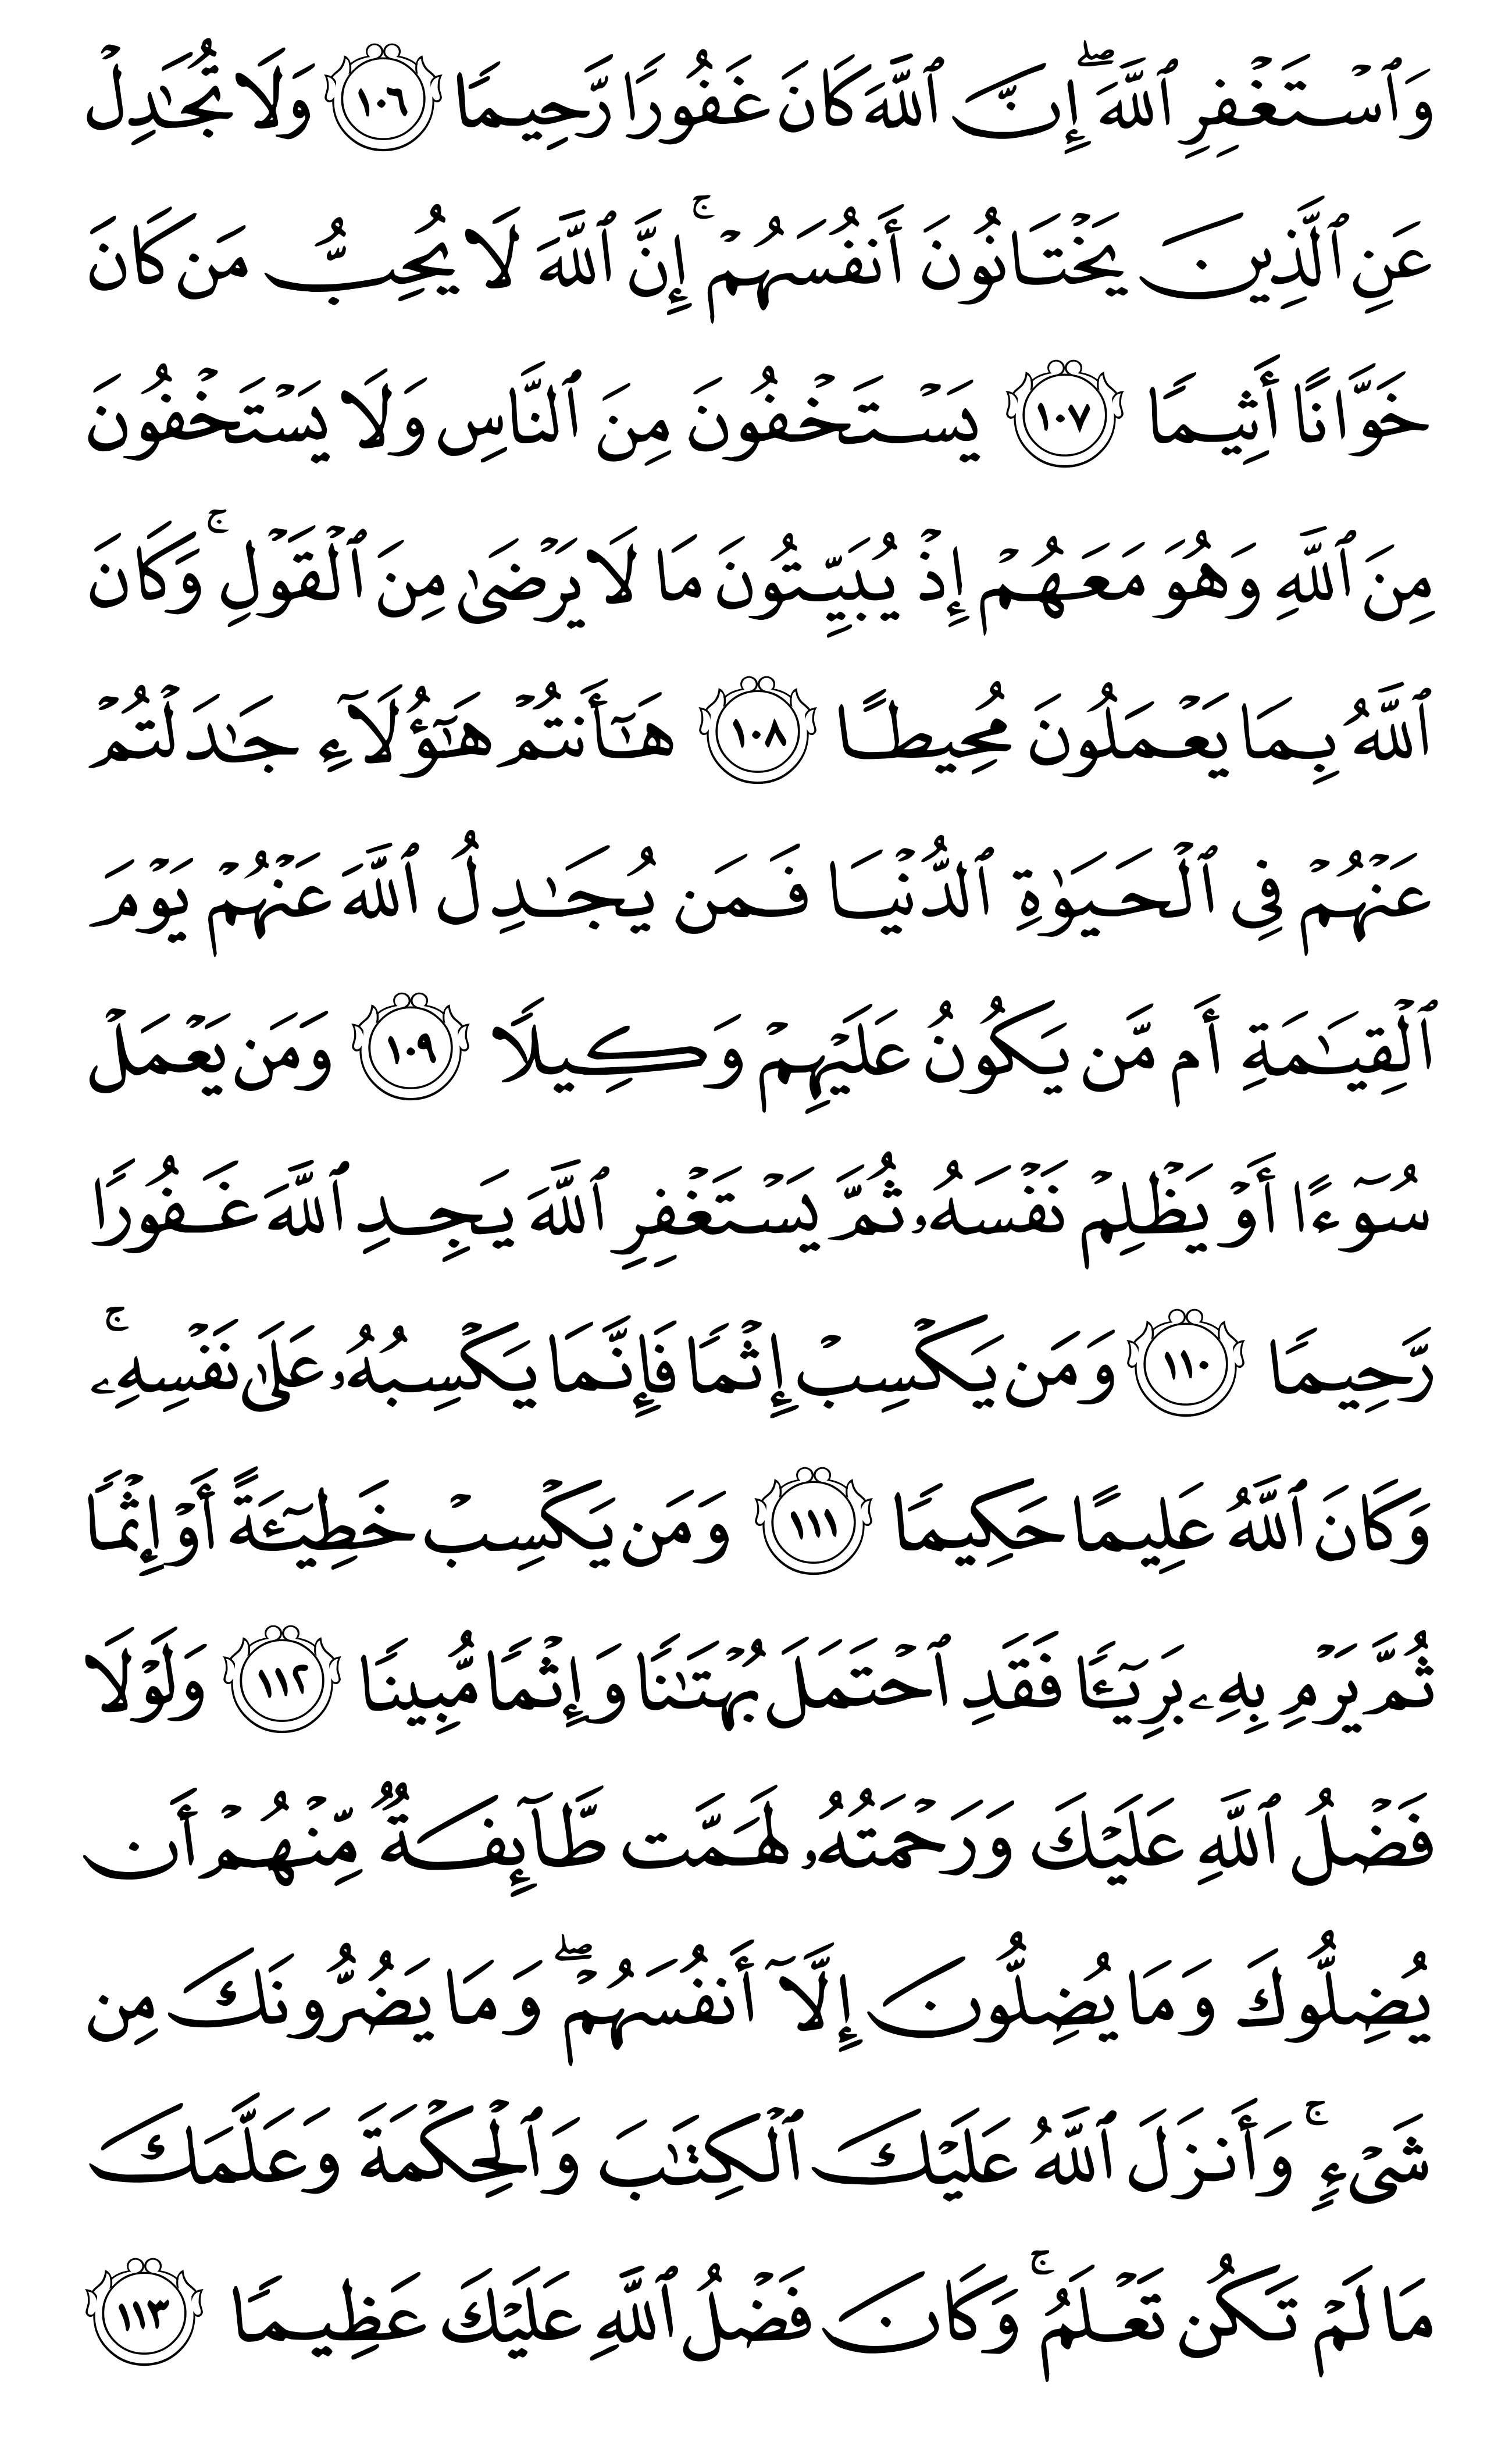 وَٱسۡتَغۡفِرِ ٱللَّهَۖ إِنَّ ٱللَّهَ كَانَ غَفُورٗا رَّحِيمٗا ١٠٦ وَلَا تُجَٰدِلۡ
عَنِ ٱلَّذِينَ يَخۡتَانُونَ أَنفُسَهُمۡۚ إِنَّ ٱللَّهَ لَا يُحِبُّ مَن كَانَ
خَوَّانًا أَثِيمٗا ١٠٧ يَسۡتَخۡفُونَ مِنَ ٱلنَّاسِ وَلَا يَسۡتَخۡفُونَ
مِنَ ٱللَّهِ وَهُوَ مَعَهُمۡ إِذۡ يُبَيِّتُونَ مَا لَا يَرۡضَىٰ مِنَ ٱلۡقَوۡلِۚ وَكَانَ
ٱللَّهُ بِمَا يَعۡمَلُونَ مُحِيطًا ١٠٨ هَٰٓأَنتُمۡ هَٰٓؤُلَآءِ جَٰدَلۡتُمۡ
عَنۡهُمۡ فِي ٱلۡحَيَوٰةِ ٱلدُّنۡيَا فَمَن يُجَٰدِلُ ٱللَّهَ عَنۡهُمۡ يَوۡمَ
ٱلۡقِيَٰمَةِ أَم مَّن يَكُونُ عَلَيۡهِمۡ وَكِيلٗا ١٠٩ وَمَن يَعۡمَلۡ
سُوٓءًا أَوۡ يَظۡلِمۡ نَفۡسَهُۥ ثُمَّ يَسۡتَغۡفِرِ ٱللَّهَ يَجِدِ ٱللَّهَ غَفُورٗا
رَّحِيمٗا ١١٠ وَمَن يَكۡسِبۡ إِثۡمٗا فَإِنَّمَا يَكۡسِبُهُۥ عَلَىٰ نَفۡسِهِۦۚ
وَكَانَ ٱللَّهُ عَلِيمًا حَكِيمٗا ١١١ وَمَن يَكۡسِبۡ خَطِيٓـَٔةً أَوۡ إِثۡمٗا
ثُمَّ يَرۡمِ بِهِۦ بَرِيٓـٔٗا فَقَدِ ٱحۡتَمَلَ بُهۡتَٰنٗا وَإِثۡمٗا مُّبِينٗا ١١٢ وَلَوۡلَا
فَضۡلُ ٱللَّهِ عَلَيۡكَ وَرَحۡمَتُهُۥ لَهَمَّت طَّآئِفَةٞ مِّنۡهُمۡ أَن
يُضِلُّوكَ وَمَا يُضِلُّونَ إِلَّآ أَنفُسَهُمۡۖ وَمَا يَضُرُّونَكَ مِن
شَيۡءٖۚ وَأَنزَلَ ٱللَّهُ عَلَيۡكَ ٱلۡكِتَٰبَ وَٱلۡحِكۡمَةَ وَعَلَّمَكَ
مَا لَمۡ تَكُن تَعۡلَمُۚ وَكَانَ فَضۡلُ ٱللَّهِ عَلَيۡكَ عَظِيمٗا ١١٣